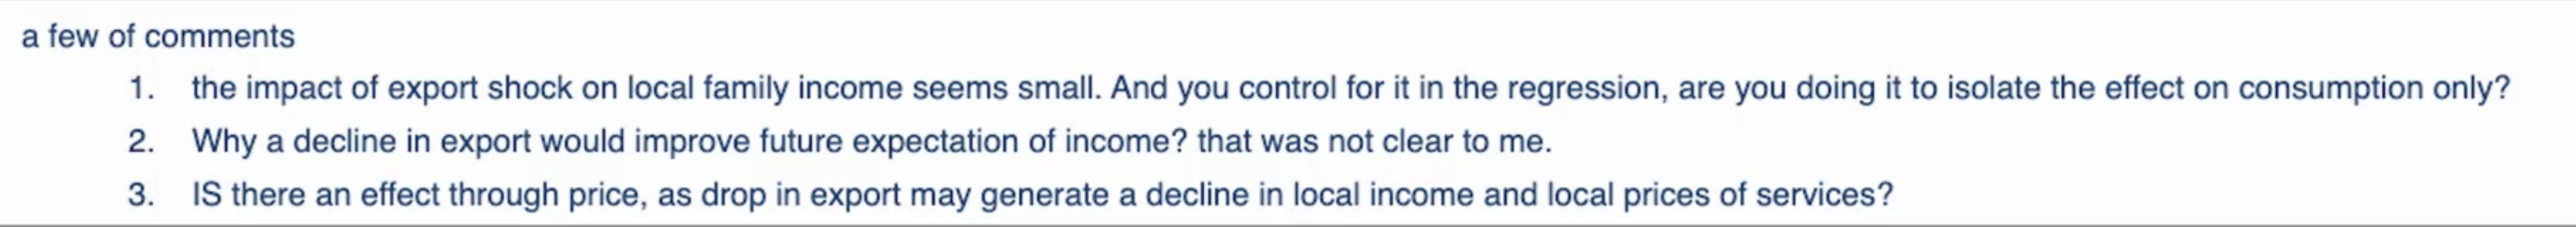 a few of comments
1. the impact of export shock on local family income seems small. And you control for it in the regression, are you doing it to isolate the effect on consumption only?
2. Why a decline in export would improve future expectation of income? that was not clear to me.
3. IS there an effect through price, as drop in export may generate a decline in local income and local prices of services?